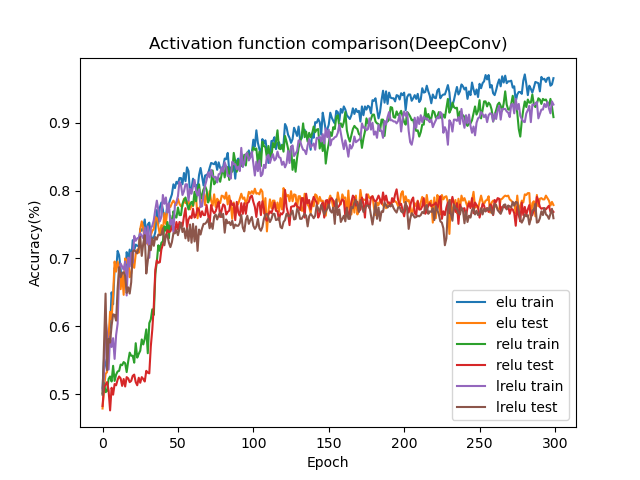 Activation function comparison(DeepConv)
Accuracy(%)
0.9
0.8
0.7
0.6
0.5
0 50 100 150 200 250 300
Epoch
elu train
elu test
relu train
relu test
lrelu train
lrelu test